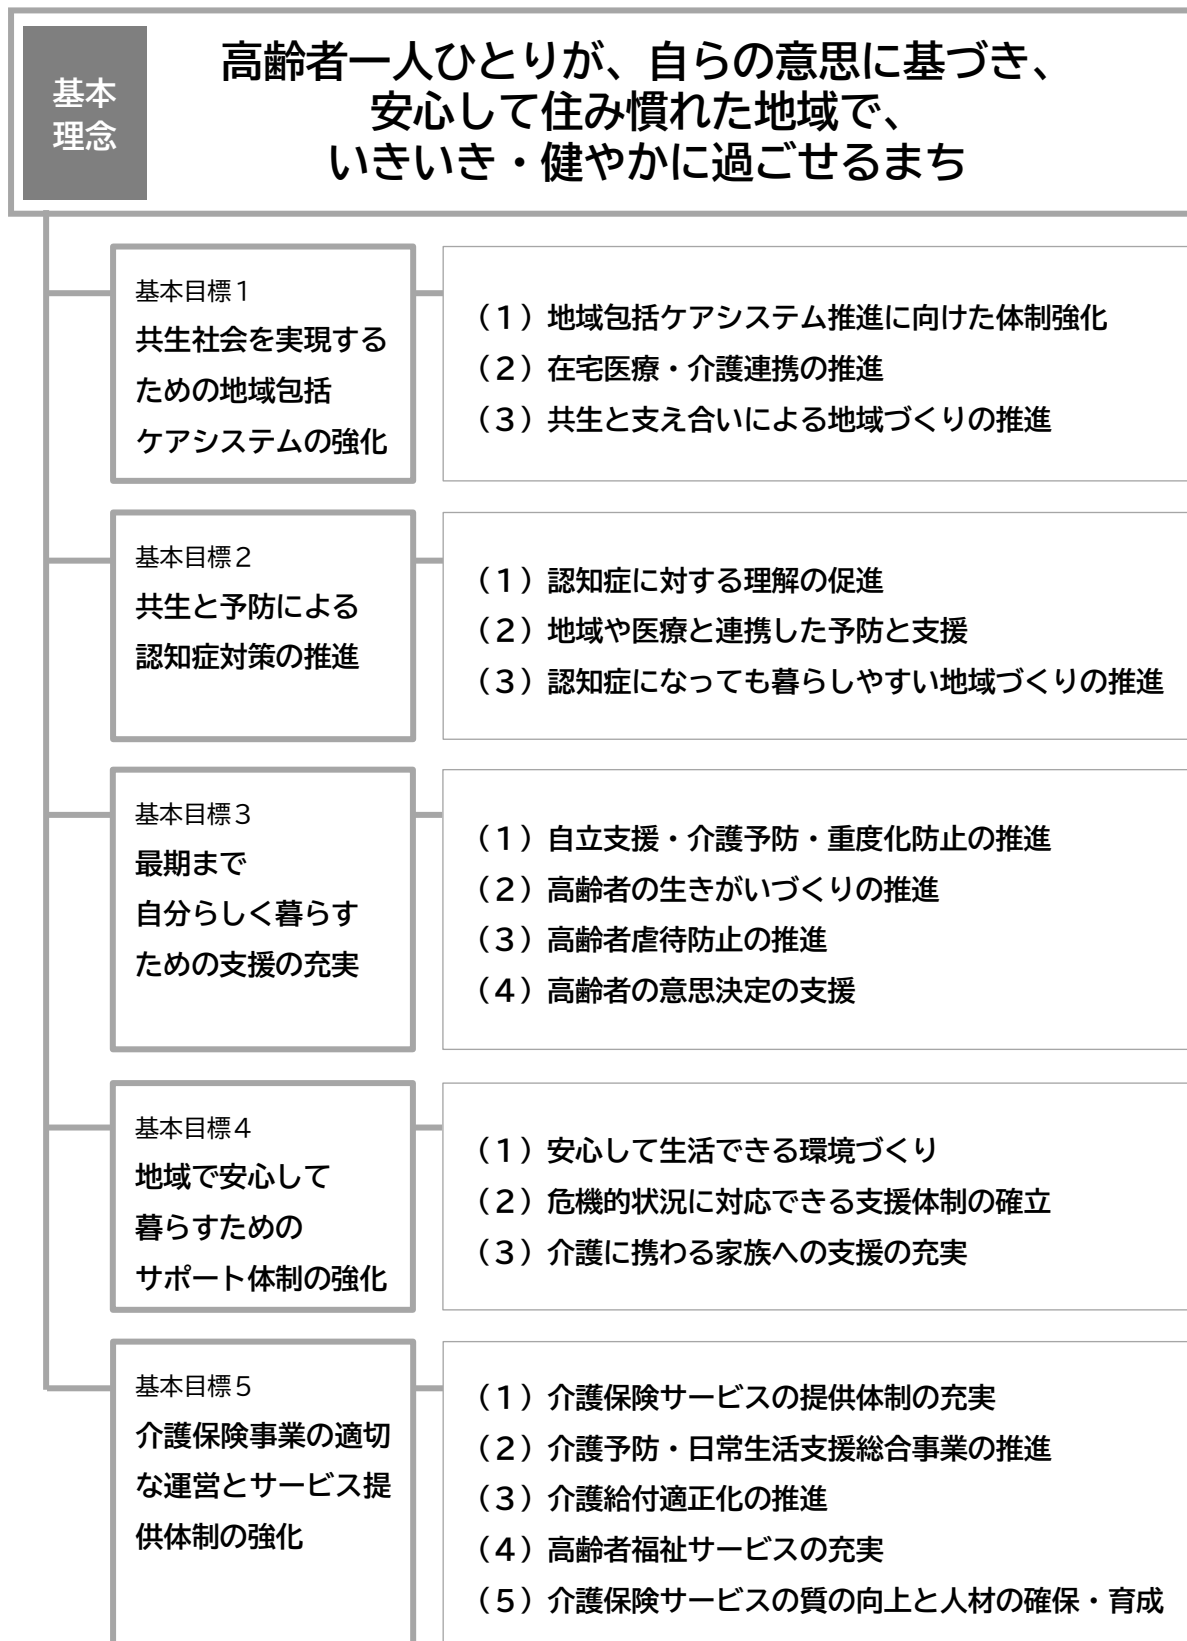 基本
理念
高齢者一人ひとりが、自らの意思に基づき、
安心して住み慣れた地域で、
いきいき・健やかに過ごせるまち
基本目標１
共生社会を実現する
ための地域包括
ケアシステムの強化
（１）地域包括ケアシステム推進に向けた体制強化
（２）在宅医療・介護連携の推進
（３）共生と支え合いによる地域づくりの推進
基本目標２
共生と予防による
認知症対策の推進
（１）認知症に対する理解の促進
（２）地域や医療と連携した予防と支援
（３）認知症になっても暮らしやすい地域づくりの推進
基本目標３
最期まで
自分らしく暮らす
ための支援の充実
（１）自立支援・介護予防・重度化防止の推進
（２）高齢者の生きがいづくりの推進
（３）高齢者虐待防止の推進
（４）高齢者の意思決定の支援
基本目標４
地域で安心して
暮らすための
サポート体制の強化
（１）安心して生活できる環境づくり
（２）危機的状況に対応できる支援体制の確立
（３）介護に携わる家族への支援の充実
基本目標５
介護保険事業の適切
な運営とサービス提
供体制の強化
（１）介護保険サービスの提供体制の充実
（２）介護予防・日常生活支援総合事業の推進
（３）介護給付適正化の推進
（４）高齢者福祉サービスの充実
（５）介護保険サービスの質の向上と人材の確保・育成